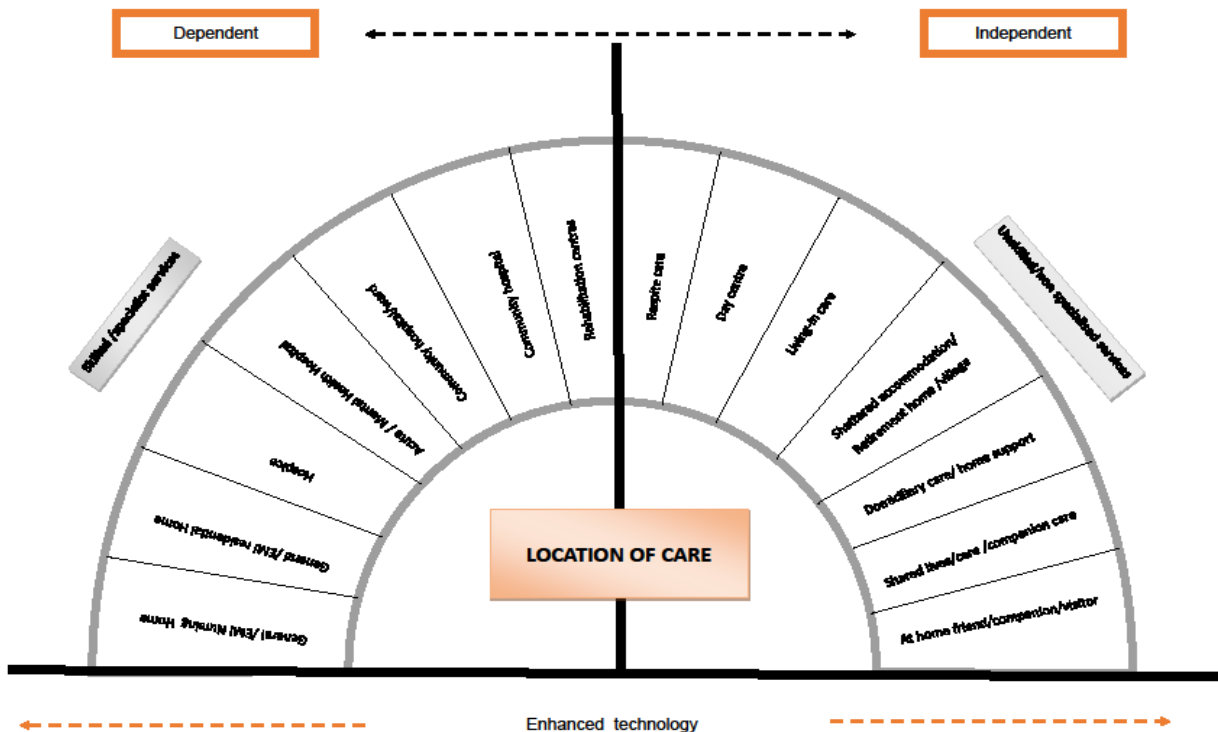 Dependent
Independent
Skilled /specialist services
Unskilled/non specialised services
General /EMI Nursing Home
General /EMI residential Home
Hospice
Acute / Mental Health Hospital
Community hospital/ward
Community hospital
Rehabilitation centres
Respite care
Day centre
Living-in care
Sheltered accommodation/
Retirement home /village
Domiciliary care/ home support
Shared lives/care /companion care
At home friend/companion/visitor
LOCATION OF CARE
Enhanced technology